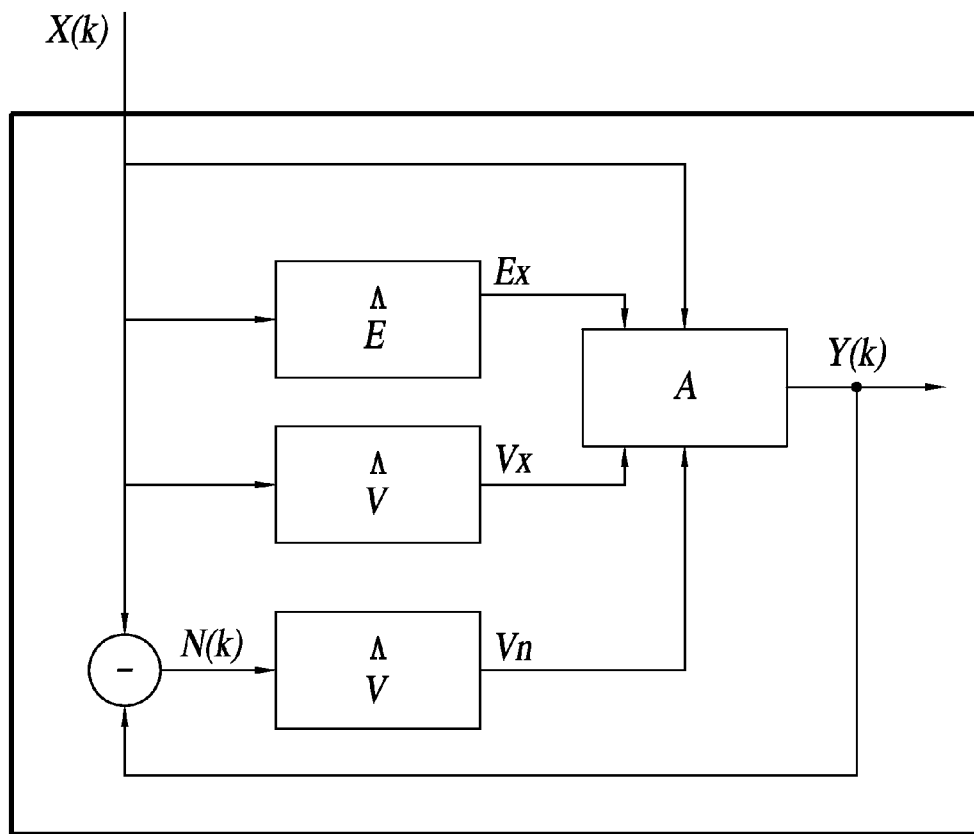 X(k)
Λ
E
Ex
A
Y(k)
Λ
V
Vx
–
N(k)
Λ
V
Vn